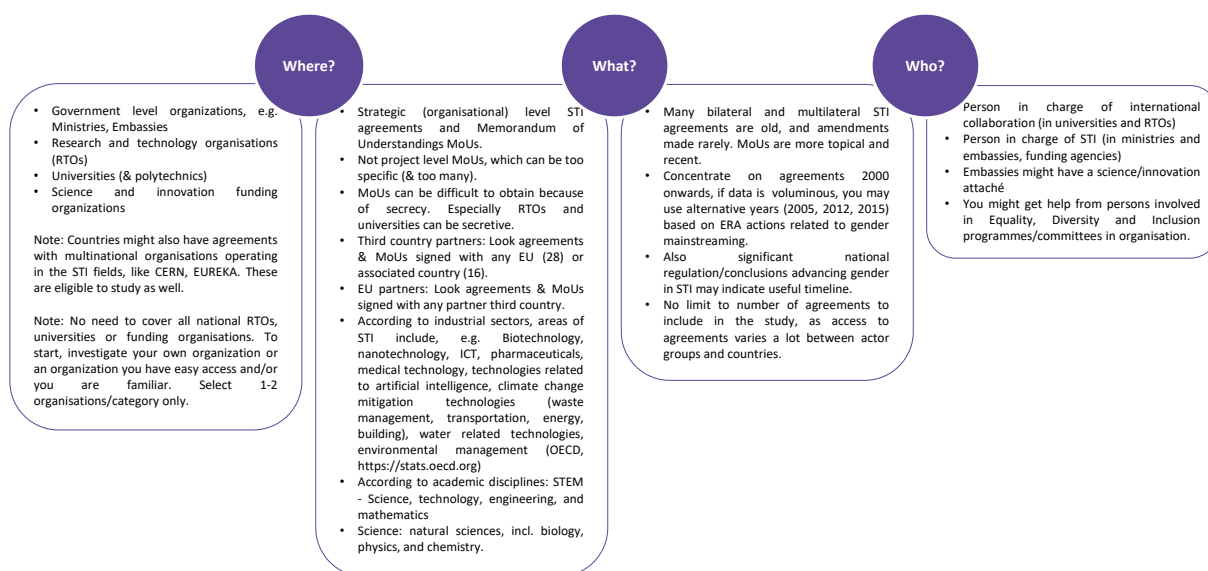 Where?
• Government level organizations, e.g.
Ministries, Embassies
• Research and technology organisations
(RTOs)
• Universities (& polytechnics)
• Science and innovation funding
organizations
Note: Countries might also have agreements
with multinational organisations operating
in the STI fields, like CERN, EUREKA. These
are eligible to study as well.
Note: No need to cover all national RTOs,
universities or funding organisations. To
start, investigate your own organization or
an organization you have easy access and/or
you are familiar. Select 1-2
organisations/category only.
What?
• Strategic (organisational) level STI
agreements and Memorandum of
Understandings MoUs.
• Not project level MoUs, which can be too
specific (& too many).
• MoUs can be difficult to obtain because
of secrecy. Especially RTOs and
universities can be secretive.
• Third country partners: Look agreements
& MoUs signed with any EU (28) or
associated country (16).
• EU partners: Look agreements & MoUs
signed with any partner third country.
• According to industrial sectors, areas of
STI include, e.g. Biotechnology,
nanotechnology, ICT, pharmaceuticals,
medical technology, technologies related
to artificial intelligence, climate change
mitigation technologies (waste
management, transportation, energy,
building), water related technologies,
environmental management (OECD,
https://stats.oecd.org)
• According to academic disciplines: STEM
- Science, technology, engineering, and
mathematics
• Science: natural sciences, incl. biology,
physics, and chemistry.
• Many bilateral and multilateral STI
agreements are old, and amendments
made rarely. MoUs are more topical and
recent.
• Concentrate on agreements 2000
onwards, if data is voluminous, you may
use alternative years (2005, 2012, 2015)
based on ERA actions related to gender
mainstreaming.
• Also significant national
regulation/conclusions advancing gender
in STI may indicate useful timeline.
• No limit to number of agreements to
include in the study, as access to
agreements varies a lot between actor
groups and countries.
Who?
• Person in charge of international
collaboration (in universities and RTOs)
• Person in charge of STI (in ministries and
embassies, funding agencies)
• Embassies might have a science/innovation
attaché
• You might get help from persons involved
in Equality, Diversity and Inclusion
programmes/committees in organisation.